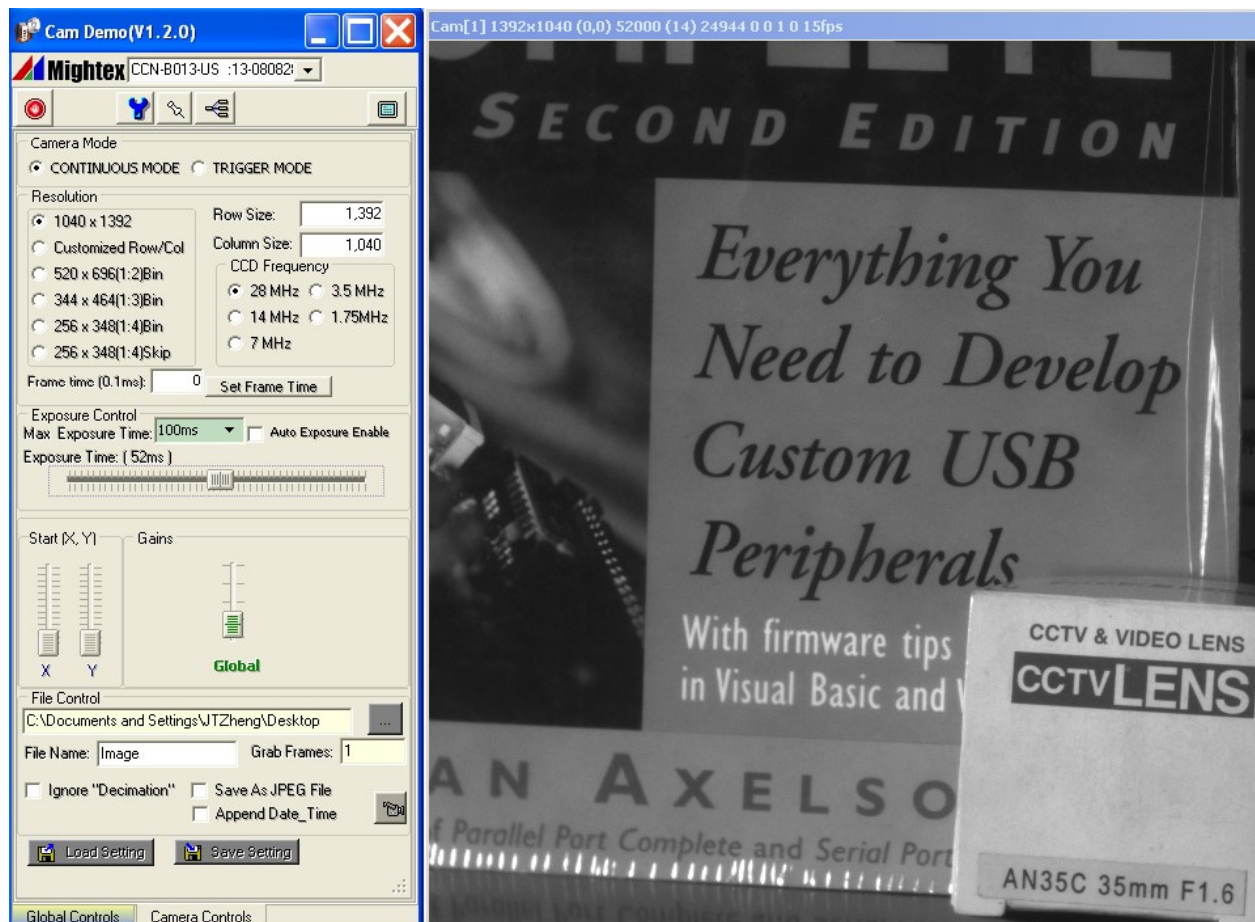 Cam Demo(V1.2.0)
Mightex
CCN-B013-US :13-08082
Camera Mode
CONTINUOUS MODE
TRIGGER MODE
Resolution
1040 x 1392
Customized Row/Col
520 x 696(1:2)Bin
344 x 464(1:3)Bin
256 x 348(1:4)Bin
256 x 348(1:4)Skip
Row Size: 1,392
Column Size: 1,040
CCD Frequency
28 MHz
3.5 MHz
14 MHz
1.75MHz
7 MHz
Frame time (0.1ms): 0
Set Frame Time
Exposure Control
Max Exposure Time: 100ms
Auto Exposure Enable
Exposure Time: ( 52ms )
Start (X, Y)
X
Y
Gains
Global
File Control
C:\Documents and Settings\JTZheng\Desktop
...
File Name: Image
Grab Frames: 1
Ignore "Decimation"
Save As JPEG File
Append Date_Time
Load Setting
Save Setting
Global Controls
Camera Controls
Cam[1] 1392x1040 (0,0) 52000 (14) 24944 0 0 1 0 15fps
SECOND EDITION
Everything You
Need to Develop
Custom USB
Peripherals
With firmware tips
in Visual Basic and
AN AXELSO
f Parallel Port Complete and Serial Port
CCTV & VIDEO LENS
CCTV LENS
AN35C 35mm F1.6